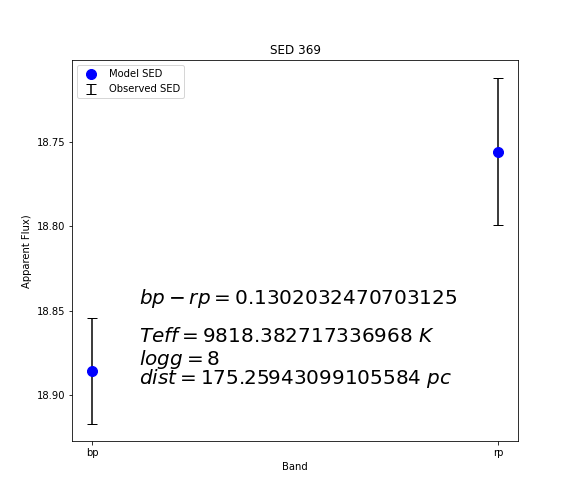 SED 369
Model SED
Observed SED
18.75
18.80
18.85
18.90
Apparent Flux)
bp − rp = 0.1302032470703125
Teff = 9818.382717336968 K
logg = 8
dist = 175.25943099105584 pc
bp
rp
Band